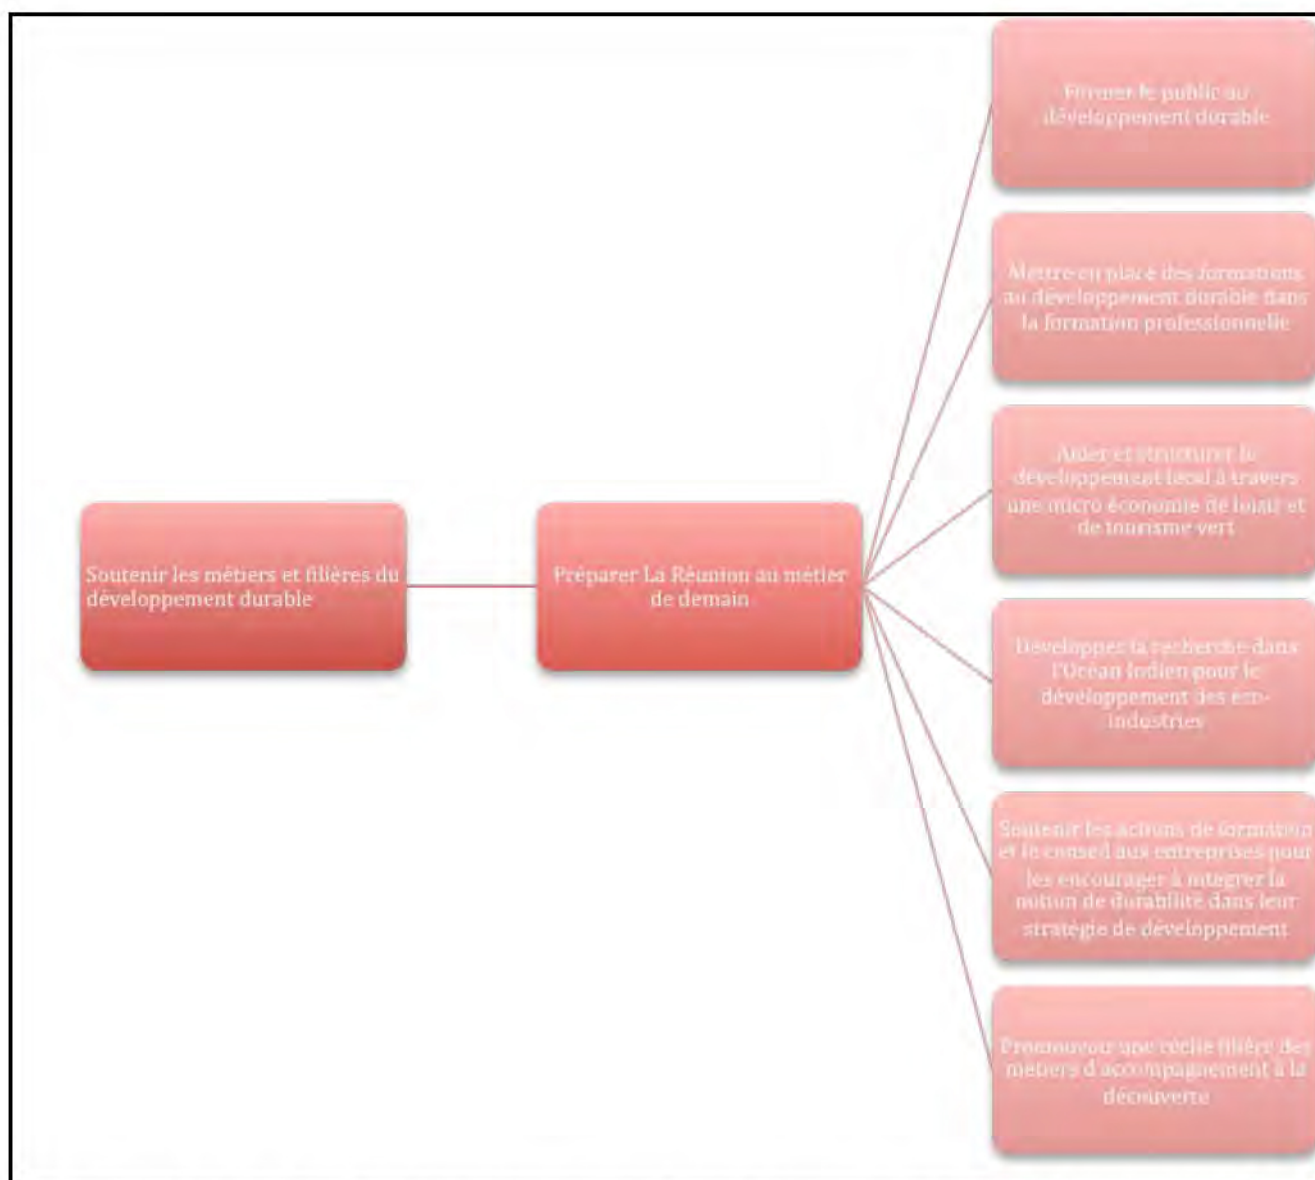 Soutenir les métiers et filières du
développement durable
Préparer La Réunion au métier
de demain
Former le public au
développement durable
Mettre en place des formations
au développement durable dans
la formation professionnelle
Aider et structurer le
développement local à travers
une micro économie de loisir et
de tourisme vert
Développer la recherche dans
l'Océan Indien pour le
développement des éco-
industries
Soutenir les actions de formation
et le conseil aux entreprises pour
les encourager à intégrer la
notion de durabilité dans leur
stratégie de développement
Promouvoir une réelle filière des
métiers d'accompagnement à la
découverte